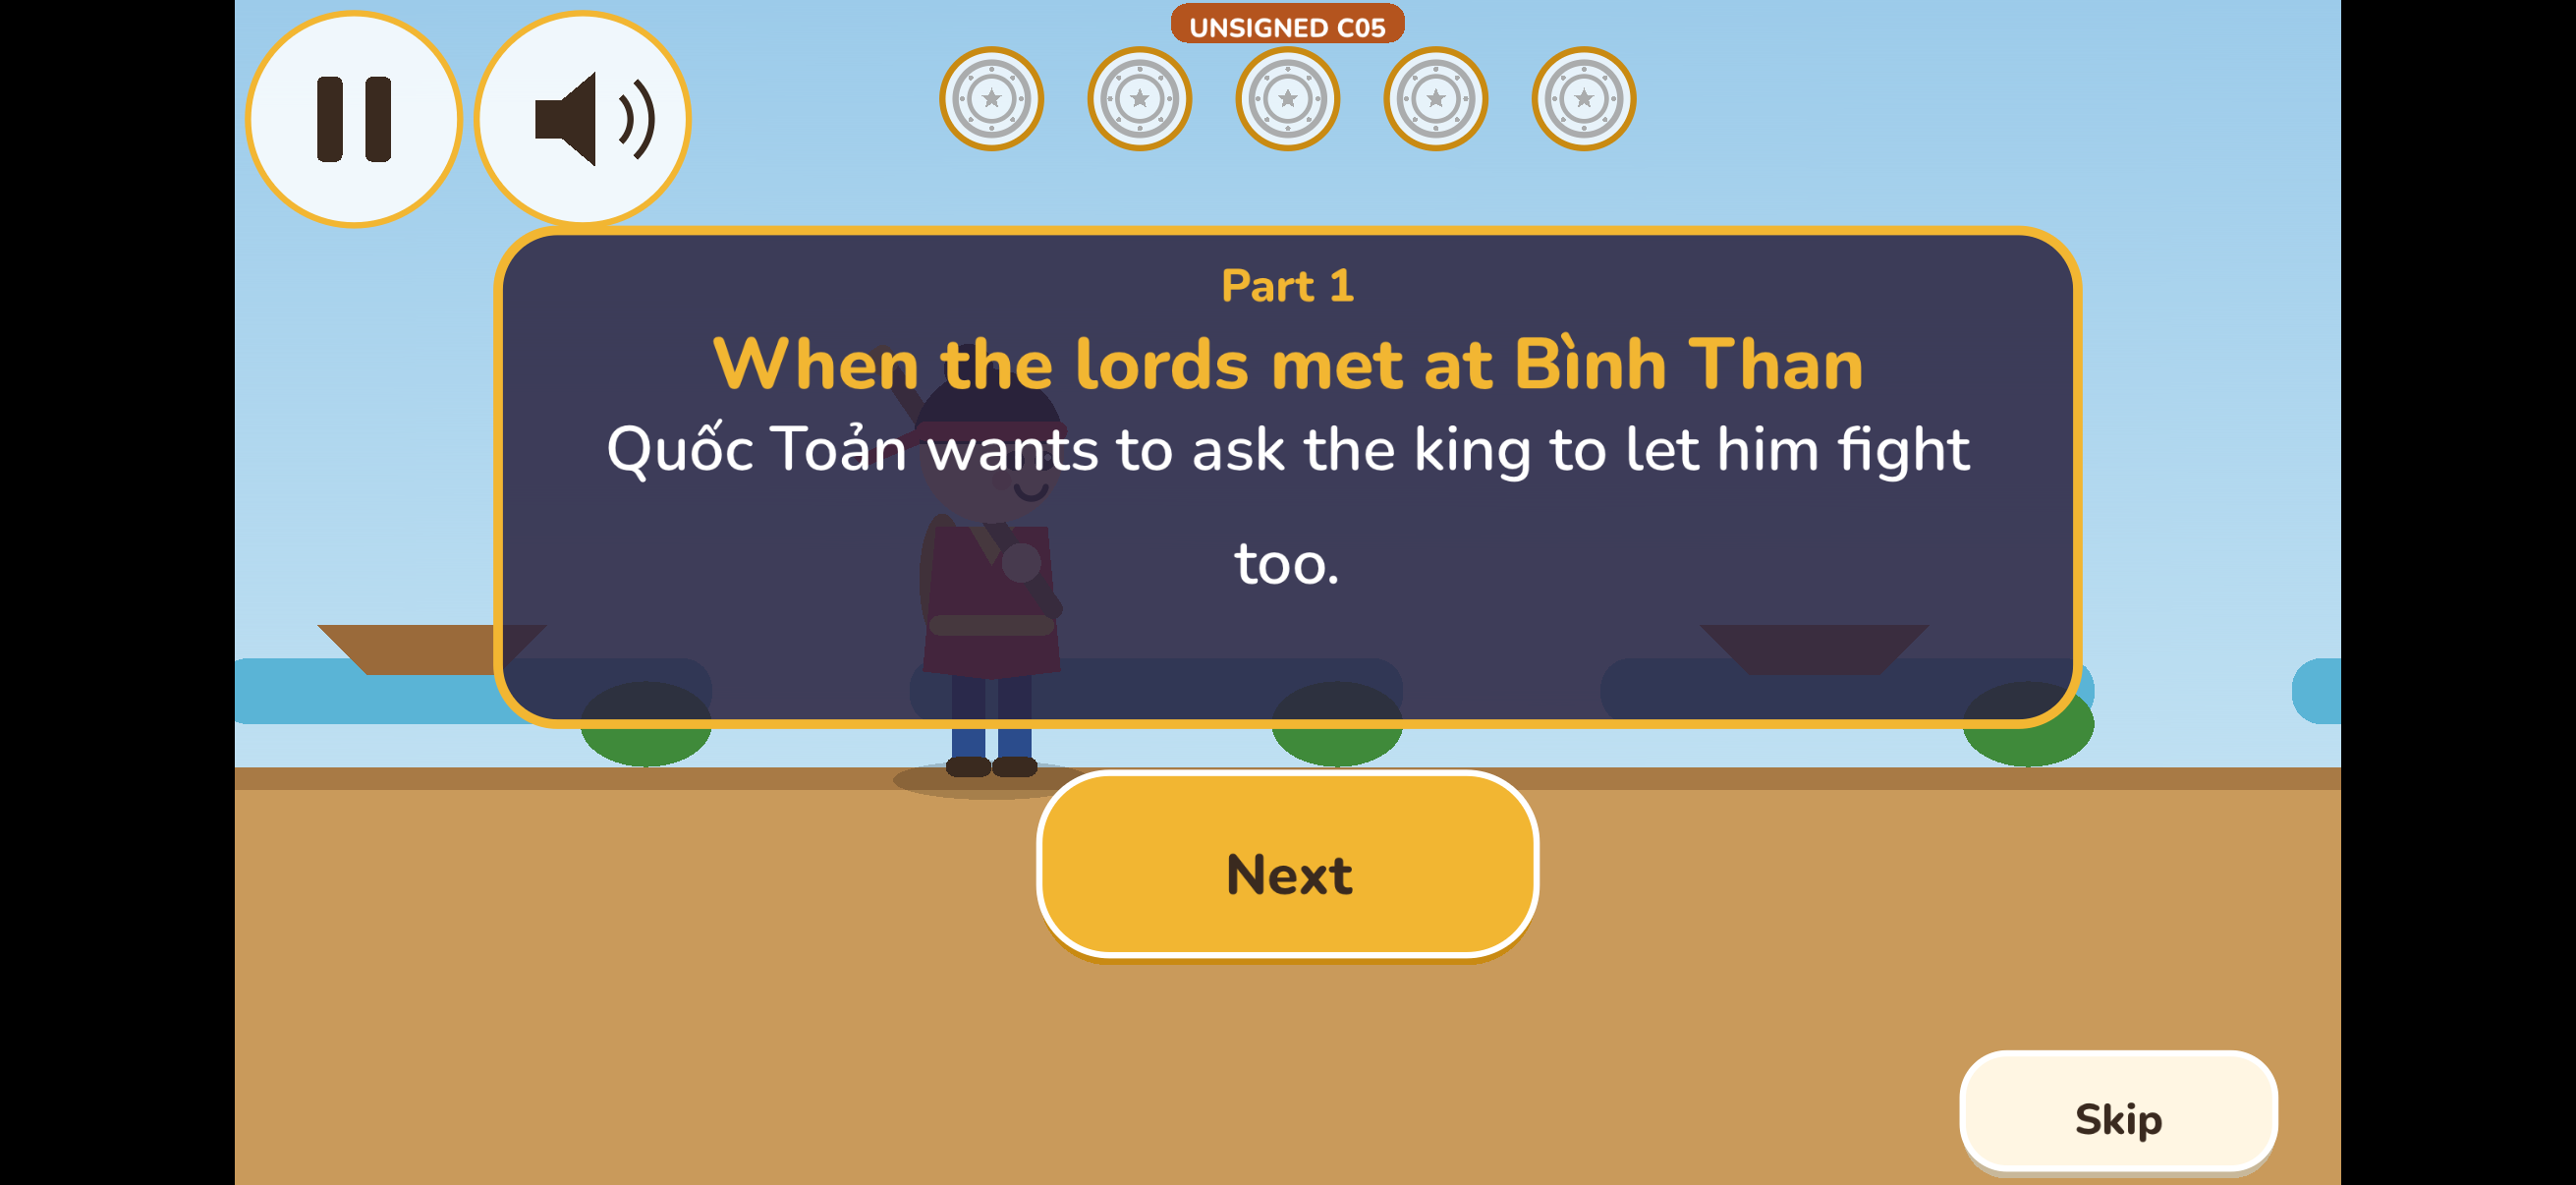 UNSIGNED C05
Part 1
When the lords met at Bình Than
Quốc Toản wants to ask the king to let him fight
too.
Next
Skip